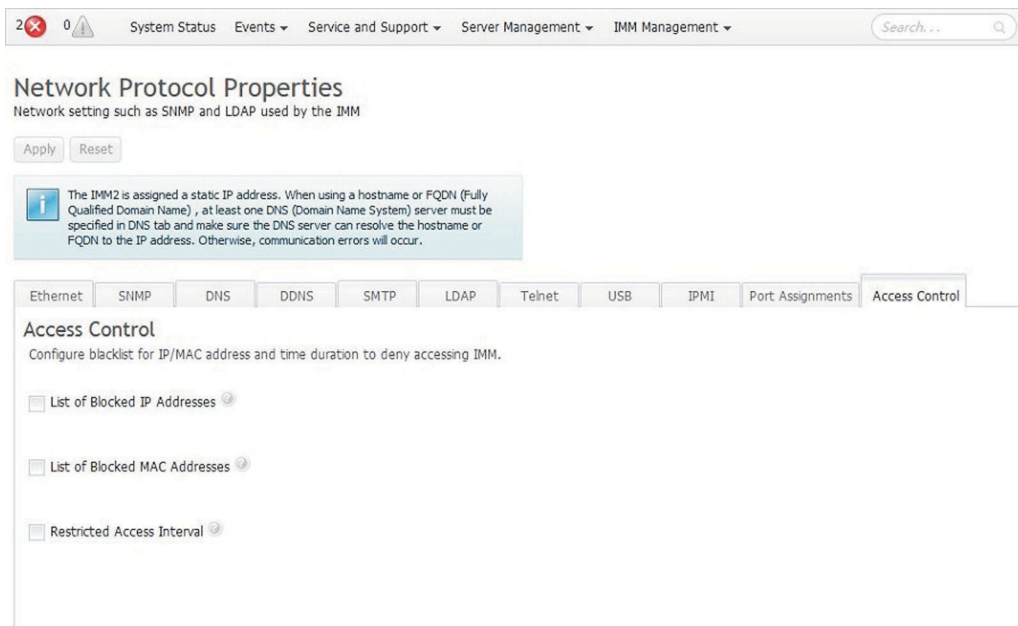 2 0 System Status Events Service and Support Server Management IMM Management Search...
Network Protocol Properties
Network setting such as SNMP and LDAP used by the IMM
Apply Reset
The IMM2 is assigned a static IP address. When using a hostname or FQDN (Fully
Qualified Domain Name) , at least one DNS (Domain Name System) server must be
specified in DNS tab and make sure the DNS server can resolve the hostname or
FQDN to the IP address. Otherwise, communication errors will occur.
Ethernet SNMP DNS DDNS SMTP LDAP Telnet USB IPMI Port Assignments Access Control
Access Control
Configure blacklist for IP/MAC address and time duration to deny accessing IMM.
List of Blocked IP Addresses ?
List of Blocked MAC Addresses ?
Restricted Access Interval ?